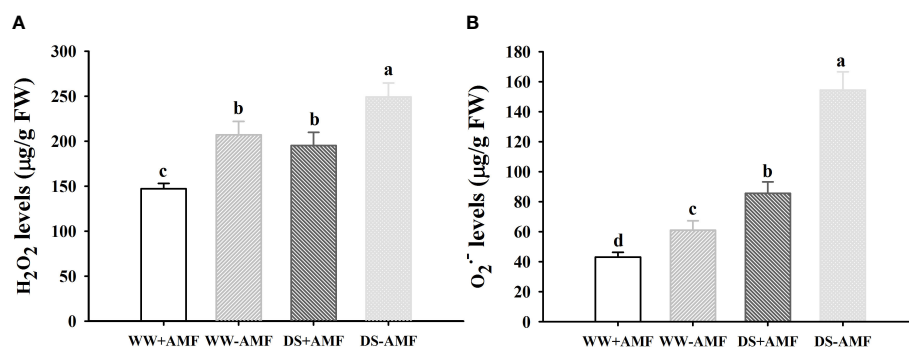 A
H₂O₂ levels (µg/g FW)
300
250
200
150
100
50
0
c
b
b
a
WW+AMF WW-AMF DS+AMF DS-AMF
B
O₂·⁻ levels (µg/g FW)
180
160
140
120
100
80
60
40
20
0
d
c
b
a
WW+AMF WW-AMF DS+AMF DS-AMF